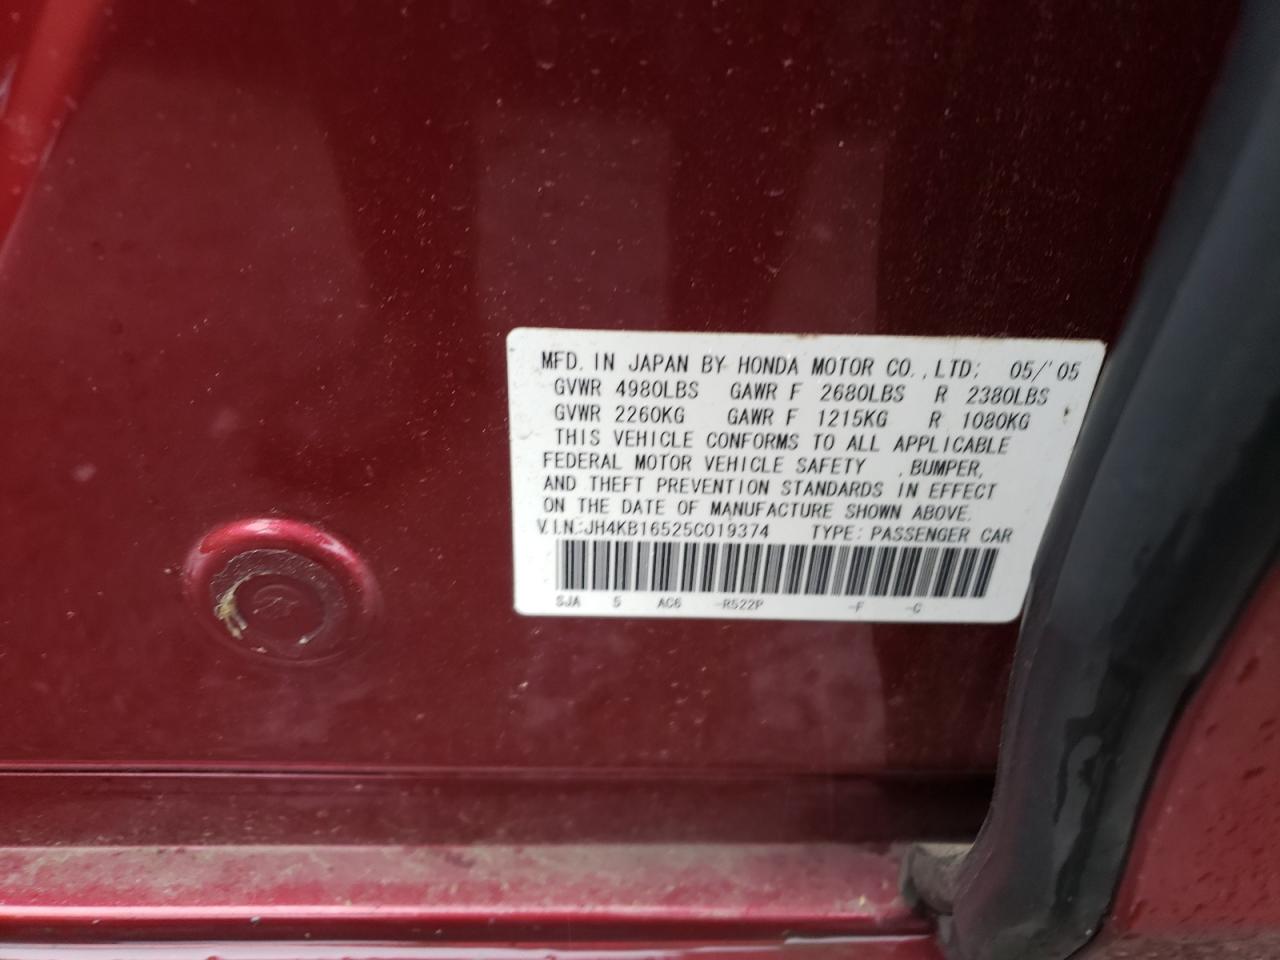 MFD. IN JAPAN BY HONDA MOTOR CO., LTD; 05/'05
GVWR 4980LBS GAWR F 2680LBS R 2380LBS
GVWR 2260KG GAWR F 1215KG R 1080KG
THIS VEHICLE CONFORMS TO ALL APPLICABLE
FEDERAL MOTOR VEHICLE SAFETY , BUMPER,
AND THEFT PREVENTION STANDARDS IN EFFECT
ON THE DATE OF MANUFACTURE SHOWN ABOVE.
V.I.N:JH4KB16525C019374 TYPE: PASSENGER CAR
SJA 5 AC6 -R522P -F -C